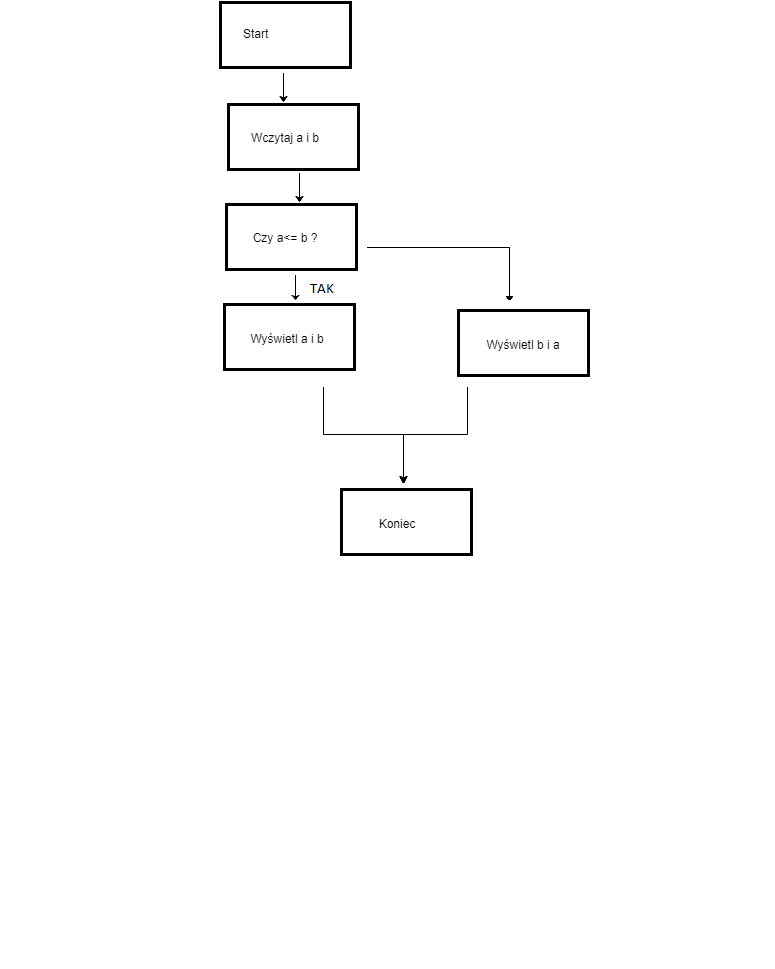 Start
Wczytaj a i b
Czy a<= b ?
TAK
Wyświetl a i b
Wyświetl b i a
Koniec